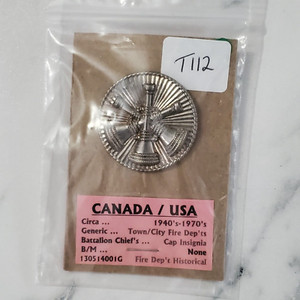 T112
CANADA / USA
Circa ... 1940's-1970's
Generic ... Town/City Fire Dep'ts
Battalion Chief's ... Cap Insignia
B/M ... None
130514001G Fire Dep't Historical